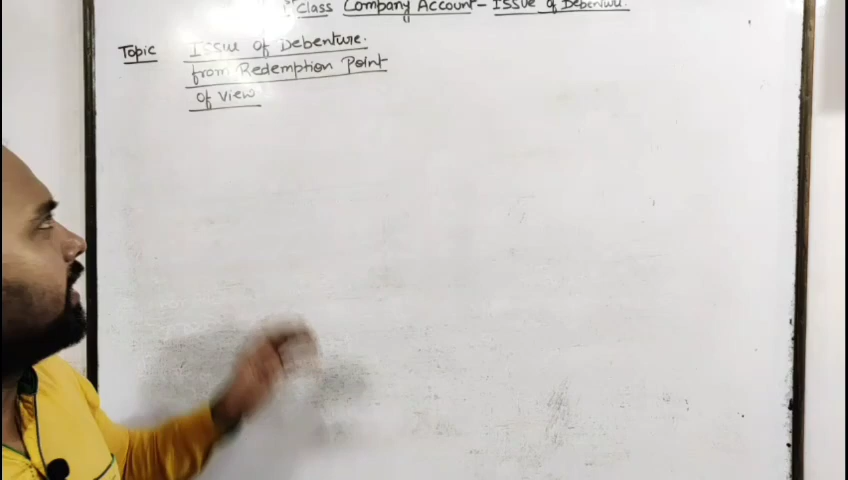 Class Company Account - Issue of Debenture.
Topic Issue of Debenture.
from Redemption Point
of View